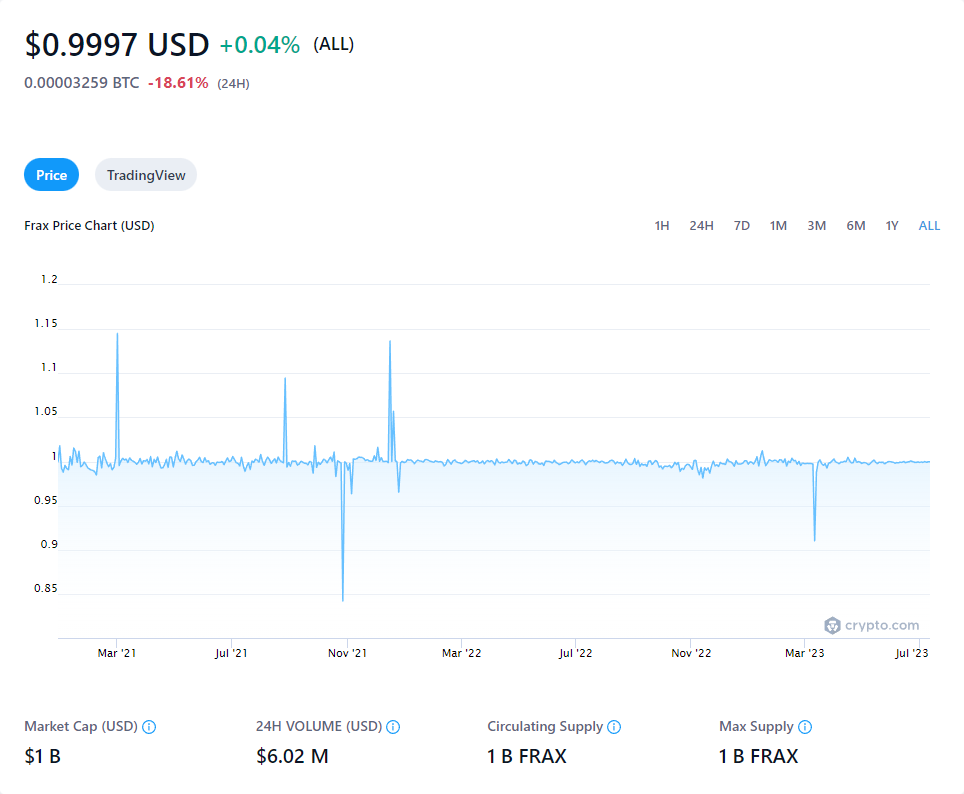 $0.9997 USD +0.04% (ALL)
0.00003259 BTC -18.61% (24H)
Price TradingView
Frax Price Chart (USD) 1H 24H 7D 1M 3M 6M 1Y ALL
1.2
1.15
1.1
1.05
1
0.95
0.9
0.85
crypto.com
Mar '21 Jul '21 Nov '21 Mar '22 Jul '22 Nov '22 Mar '23 Jul '23
Market Cap (USD) 24H VOLUME (USD) Circulating Supply Max Supply
$1 B $6.02 M 1 B FRAX 1 B FRAX